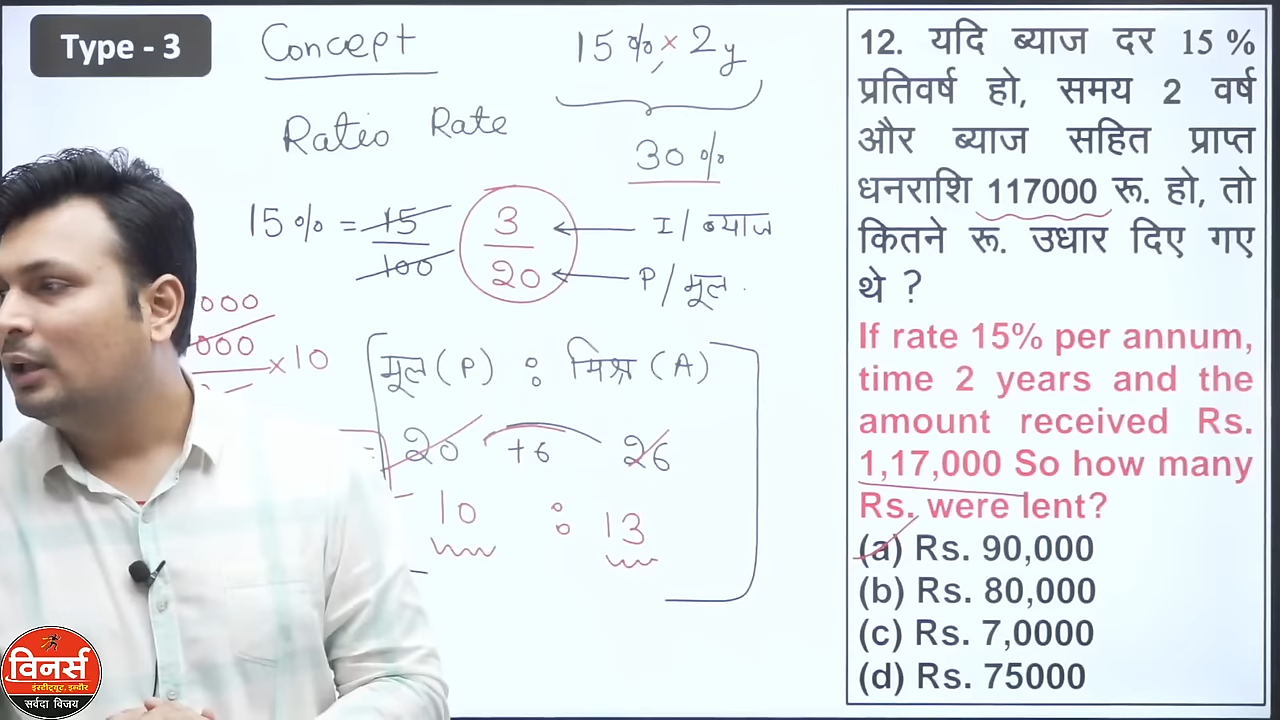 Type - 3
Concept
15 % × 2 y
Ratio Rate
30 %
15 % = 15/100 3/20
I / ब्याज
P / मूल
000
000 × 10
मूल (P) : मिश्र (A)
= 20 +6 26
10 : 13
12. यदि ब्याज दर 15 %
प्रतिवर्ष हो, समय 2 वर्ष
और ब्याज सहित प्राप्त
धनराशि 117000 रू. हो, तो
कितने रू. उधार दिए गए
थे ?
If rate 15% per annum,
time 2 years and the
amount received Rs.
1,17,000 So how many
Rs. were lent?
(a) Rs. 90,000
(b) Rs. 80,000
(c) Rs. 7,0000
(d) Rs. 75000
विनर्स
इंस्टीट्यूट, इन्दौर
सर्वदा विजय